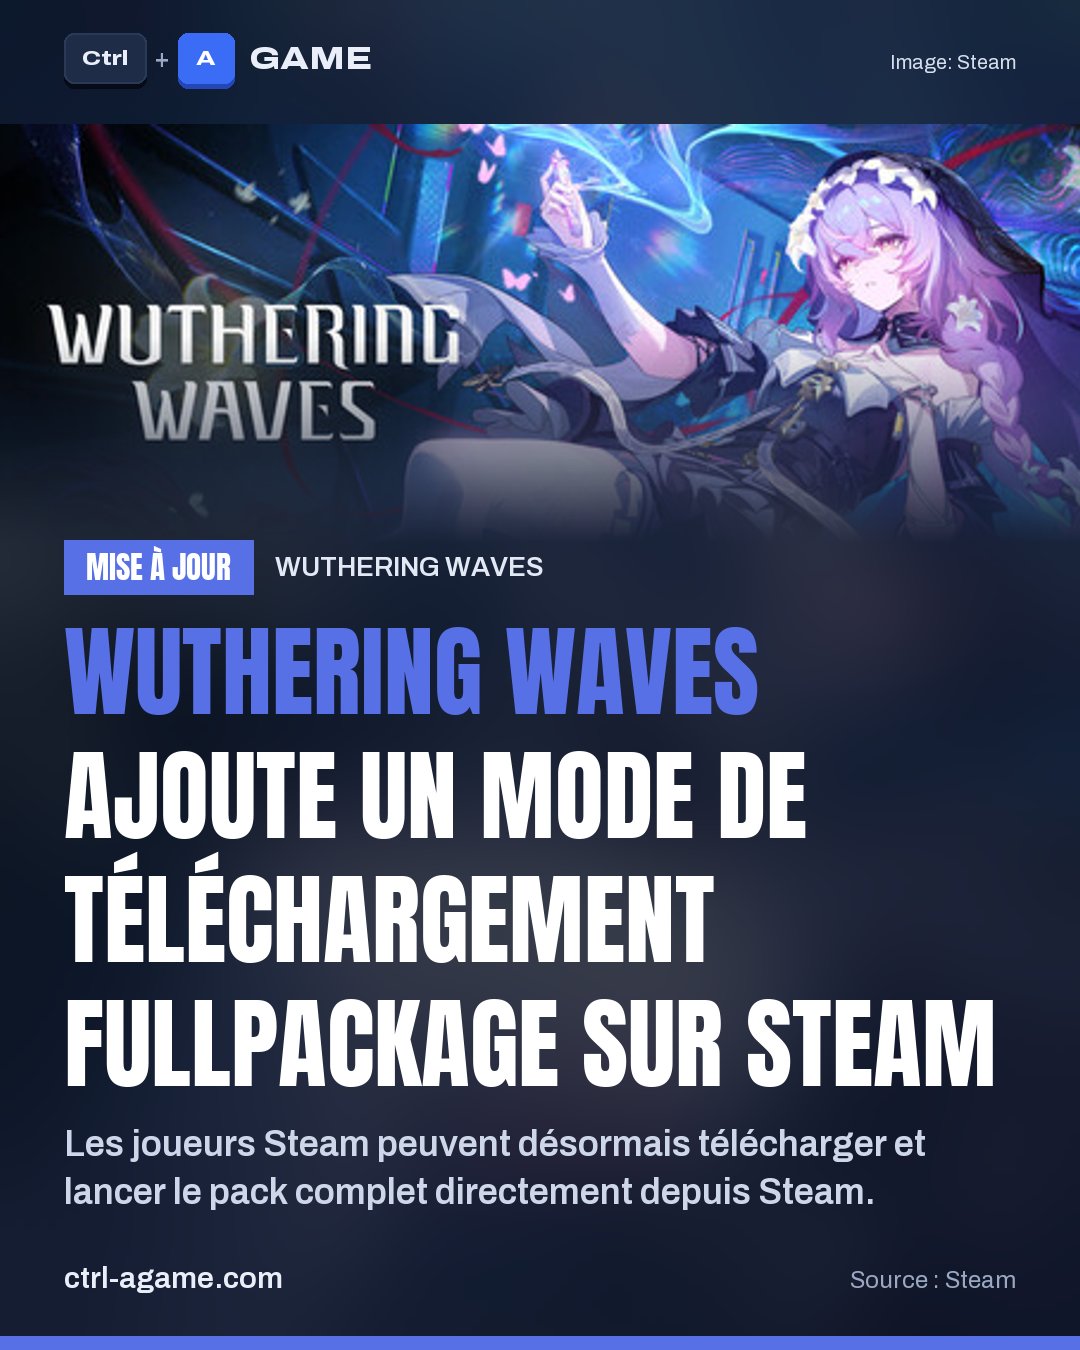 Ctrl + A GAME
Image: Steam
WUTHERING
WAVES
MISE À JOUR WUTHERING WAVES
WUTHERING WAVES
AJOUTE UN MODE DE
TÉLÉCHARGEMENT
FULLPACKAGE SUR STEAM
Les joueurs Steam peuvent désormais télécharger et
lancer le pack complet directement depuis Steam.
ctrl-agame.com
Source : Steam